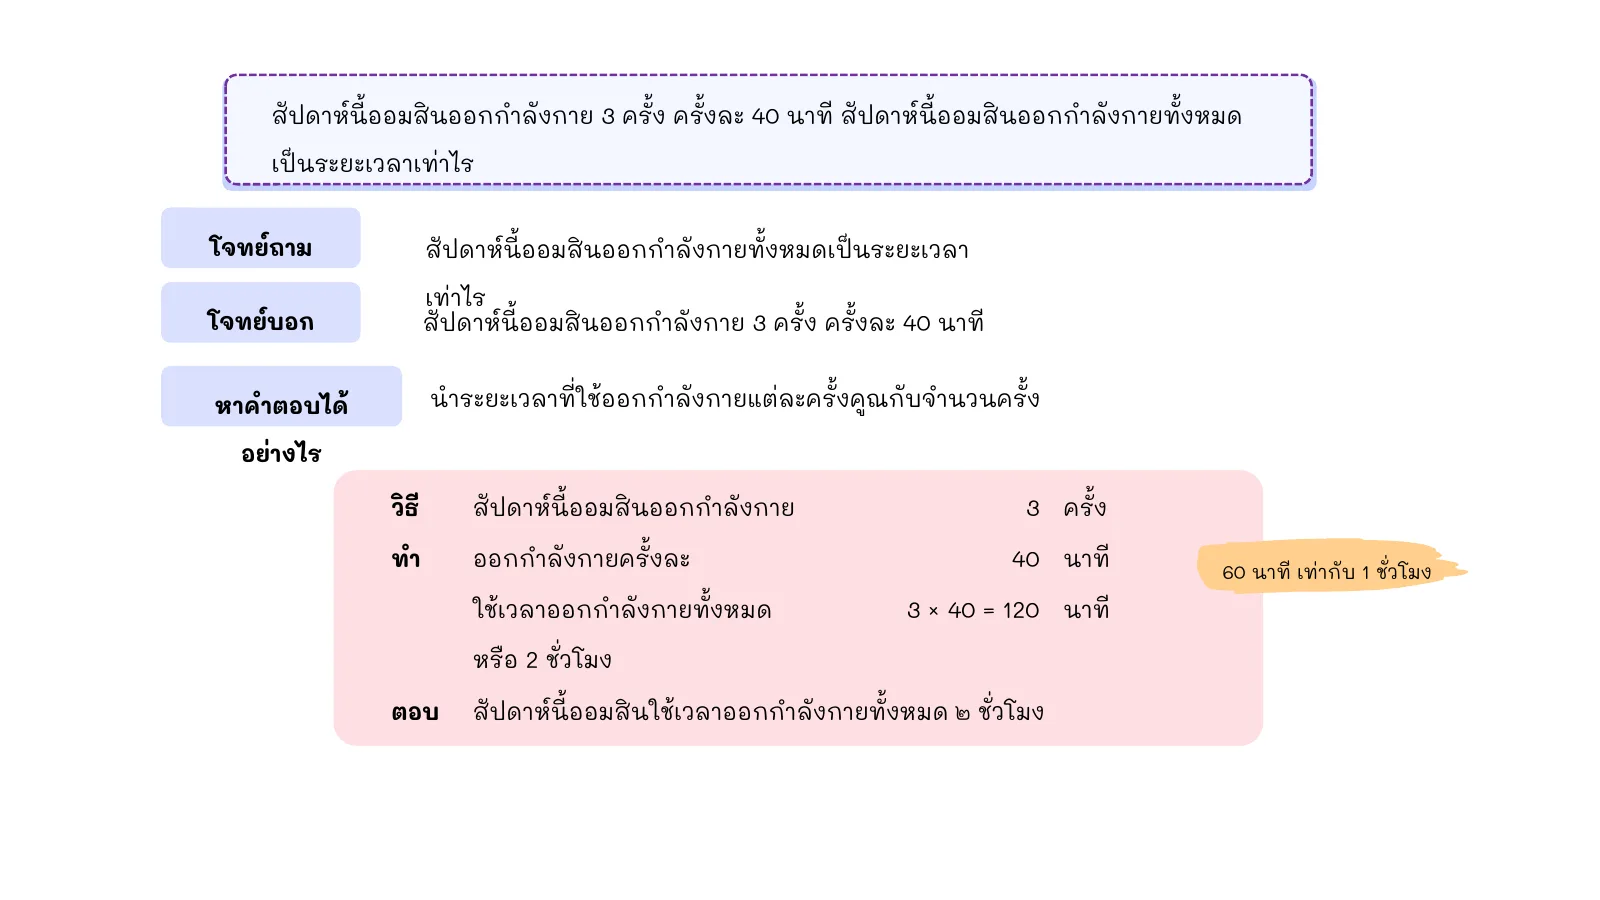 สัปดาห์นี้ออมสินออกกำลังกาย 3 ครั้ง ครั้งละ 40 นาที สัปดาห์นี้ออมสินออกกำลังกายทั้งหมด
เป็นระยะเวลาเท่าไร
โจทย์ถาม
สัปดาห์นี้ออมสินออกกำลังกายทั้งหมดเป็นระยะเวลา
เท่าไร
โจทย์บอก
สัปดาห์นี้ออมสินออกกำลังกาย 3 ครั้ง ครั้งละ 40 นาที
หาคำตอบได้
อย่างไร
นำระยะเวลาที่ใช้ออกกำลังกายแต่ละครั้งคูณกับจำนวนครั้ง
วิธี สัปดาห์นี้ออมสินออกกำลังกาย 3 ครั้ง
ทำ ออกกำลังกายครั้งละ 40 นาที
60 นาที เท่ากับ 1 ชั่วโมง
ใช้เวลาออกกำลังกายทั้งหมด 3 × 40 = 120 นาที
หรือ 2 ชั่วโมง
ตอบ สัปดาห์นี้ออมสินใช้เวลาออกกำลังกายทั้งหมด ๒ ชั่วโมง